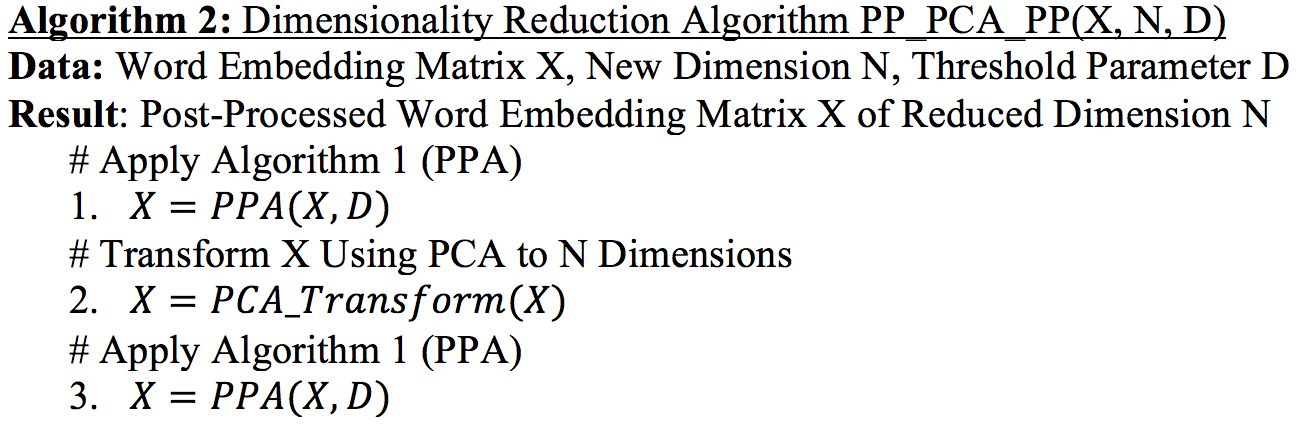 Algorithm 2: Dimensionality Reduction Algorithm PP_PCA_PP(X, N, D)
Data: Word Embedding Matrix X, New Dimension N, Threshold Parameter D
Result: Post-Processed Word Embedding Matrix X of Reduced Dimension N
# Apply Algorithm 1 (PPA)
1. X = PPA(X, D)
# Transform X Using PCA to N Dimensions
2. X = PCA_Transform(X)
# Apply Algorithm 1 (PPA)
3. X = PPA(X, D)